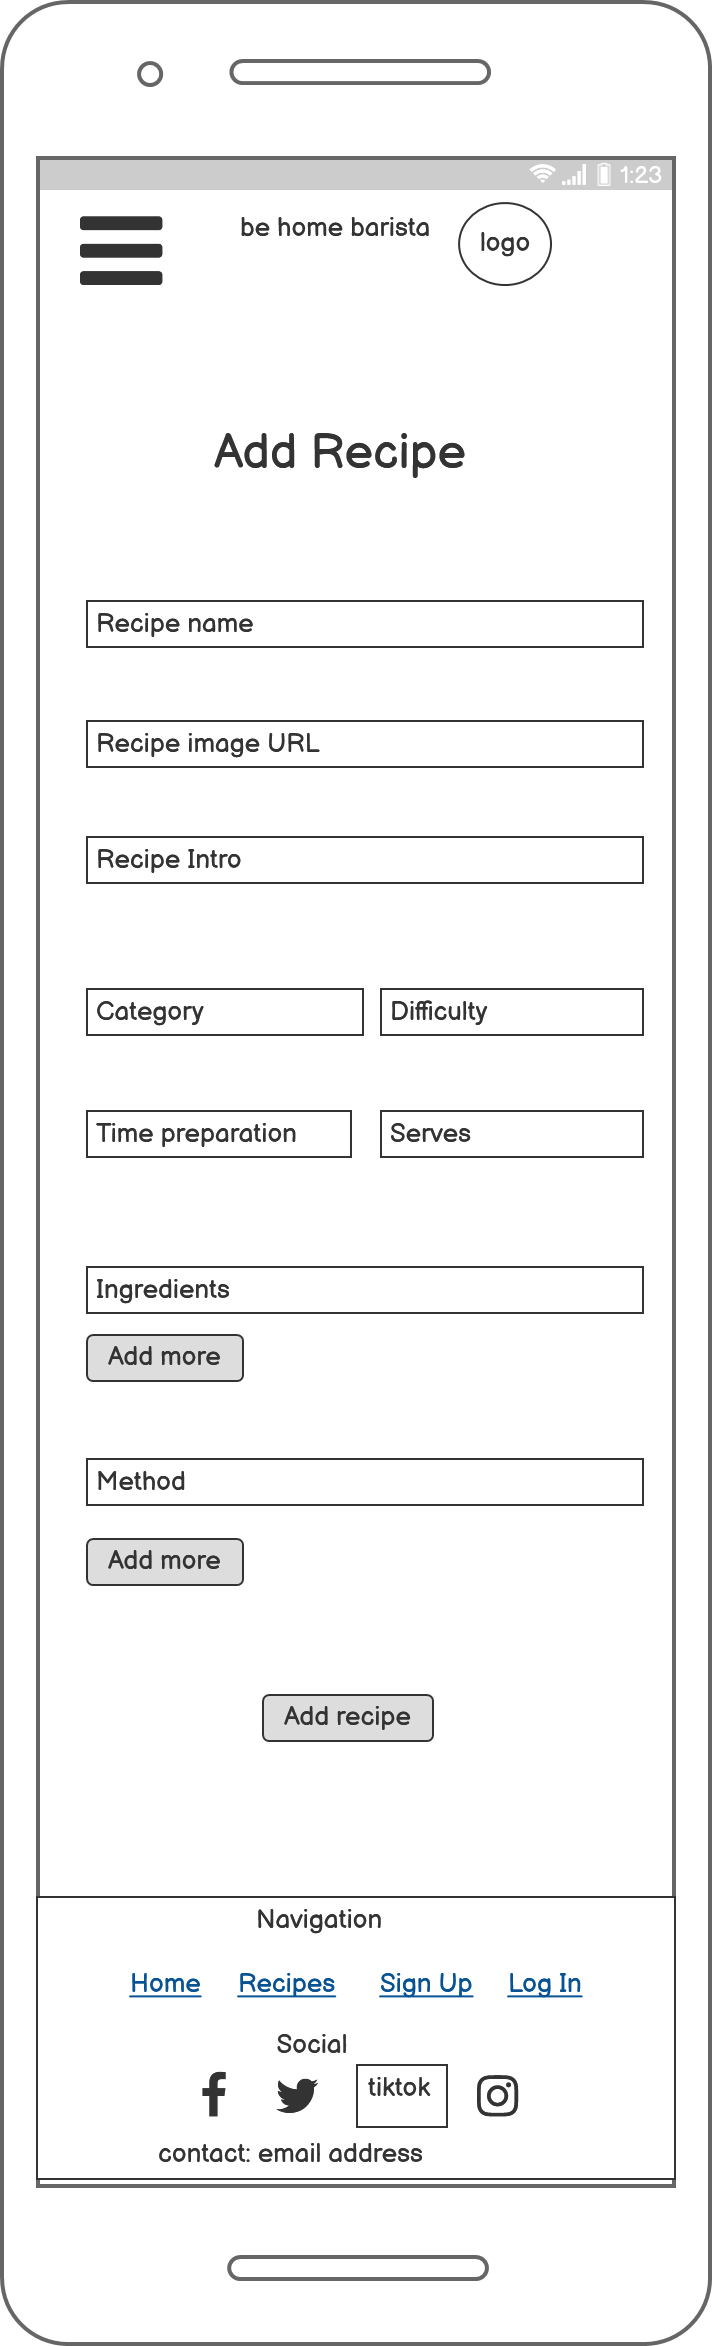 1:23
be home barista
logo
Add Recipe
Recipe name
Recipe image URL
Recipe Intro
Category
Difficulty
Time preparation
Serves
Ingredients
Add more
Method
Add more
Add recipe
Navigation
Home Recipes Sign Up Log In
Social
tiktok
contact: email address